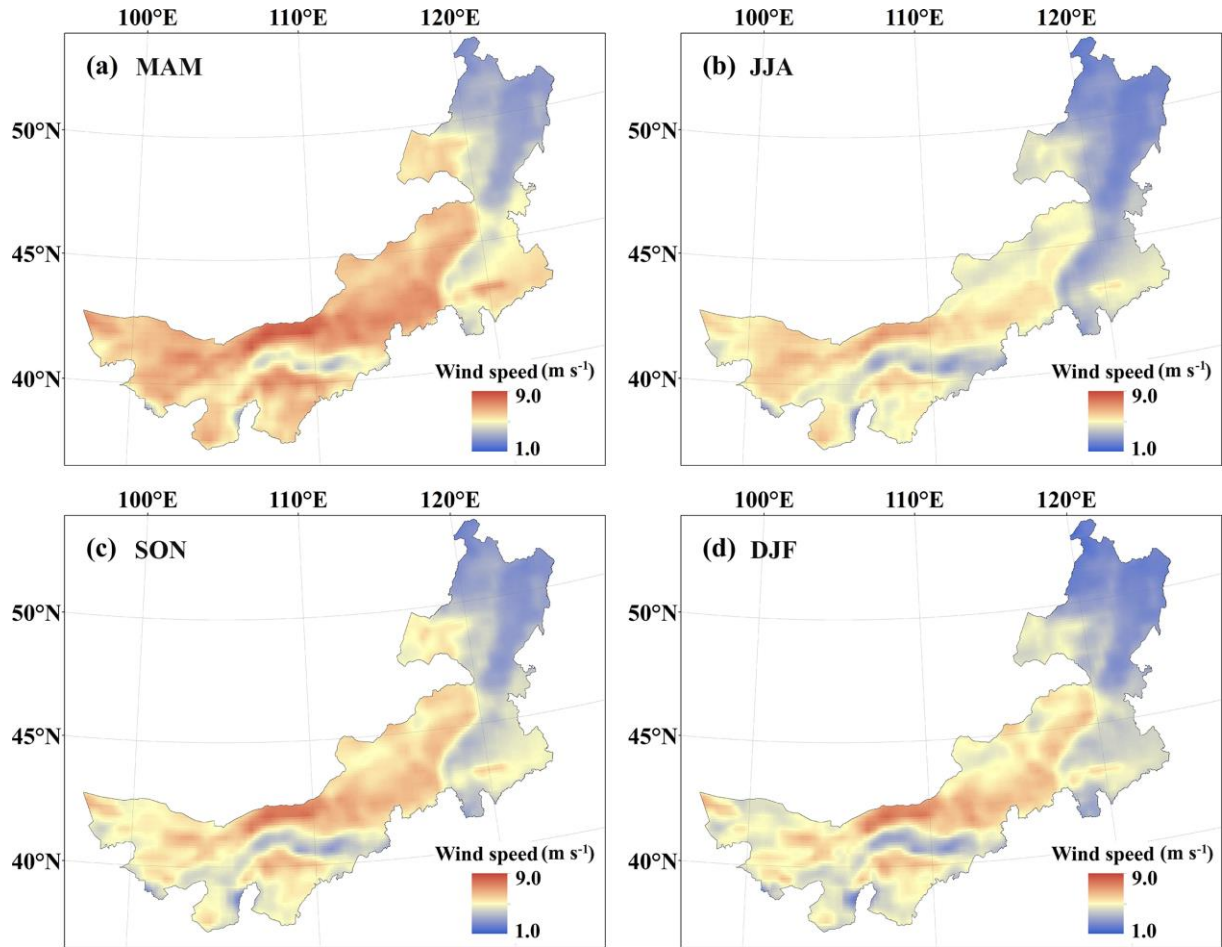 100°E 110°E 120°E 100°E 110°E 120°E
(a) MAM (b) JJA
50°N 50°N
45°N 45°N
40°N 40°N
Wind speed (m s⁻¹) Wind speed (m s⁻¹)
9.0 9.0
1.0 1.0
100°E 110°E 120°E 100°E 110°E 120°E
(c) SON (d) DJF
50°N 50°N
45°N 45°N
40°N 40°N
Wind speed (m s⁻¹) Wind speed (m s⁻¹)
9.0 9.0
1.0 1.0